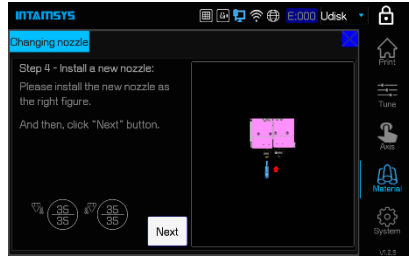 INTAMSYS
E:000 Udisk
Changing nozzle
Step 4 - Install a new nozzle:
Please install the new nozzle as
the right figure.
And then, click "Next" button.
35
35
35
35
Next
Print
Tune
Axis
Material
System
V1.2.5